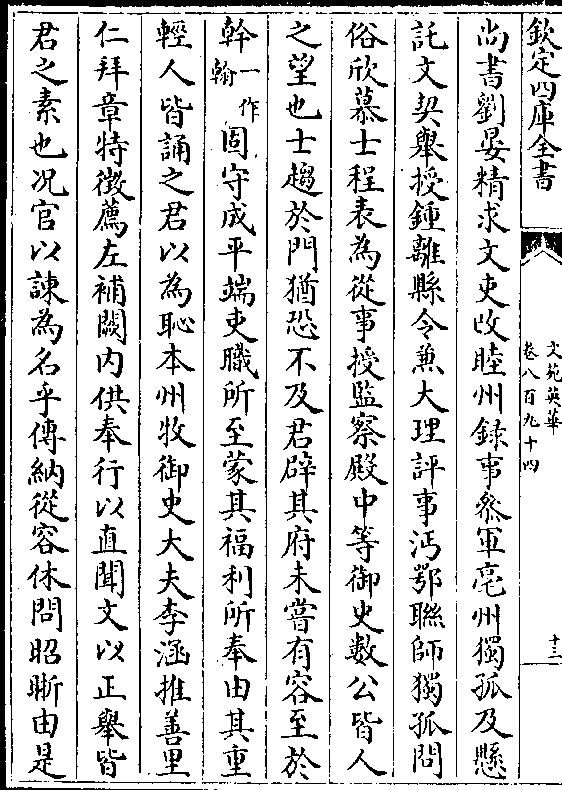 欽定四庫全書
文苑英華
卷八百九十四
十三
尚書劉晏精求文吏改睦州録事叅軍亳州獨孤及懸
託文契舉授鍾離縣令兼大理評事沔鄂聯師獨孤問
俗欣慕士程表為從事授監察殿中等御史數公皆人
之望也士趨於門猶恐不及君辟其府未嘗有容至於
幹一作翰固守成平端吏職所至蒙其福利所奉由其重
輕人皆誦之君以為恥本州牧御史大夫李涵推善里
仁拜章特徵薦左補闕内供奉行以直聞文以正舉皆
君之素也况官以諫為名乎傳納從容休問昭晰由是